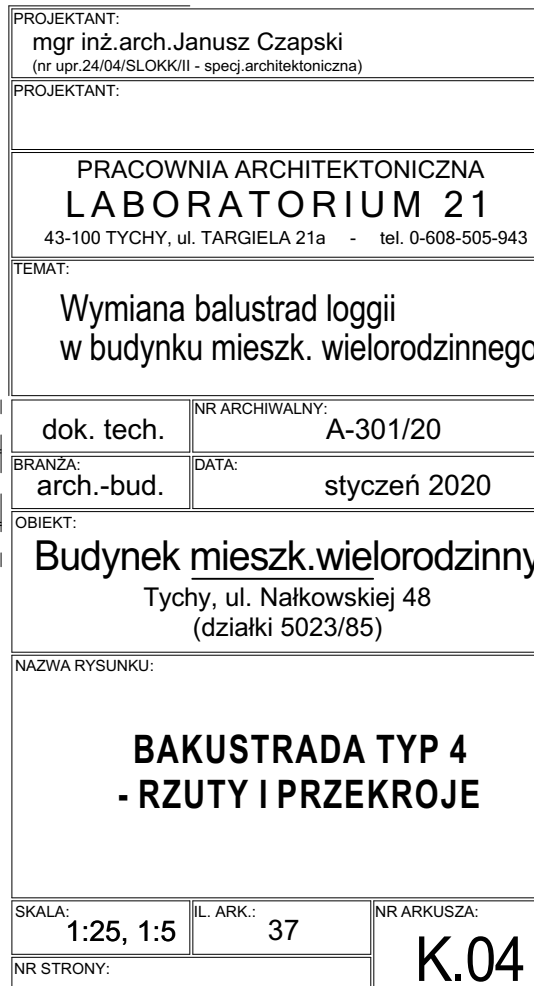 PROJEKTANT:
mgr inż.arch.Janusz Czapski
(nr upr.24/04/SLOKK/II - specj.architektoniczna)
PROJEKTANT:
PRACOWNIA ARCHITEKTONICZNA
LABORATORIUM 21
43-100 TYCHY, ul. TARGIELA 21a - tel. 0-608-505-943
TEMAT:
Wymiana balustrad loggii
w budynku mieszk. wielorodzinnego
dok. tech.
NR ARCHIWALNY:
A-301/20
BRANŻA:
arch.-bud.
DATA:
styczeń 2020
OBIEKT:
Budynek mieszk.wielorodzinny
Tychy, ul. Nałkowskiej 48
(działki 5023/85)
NAZWA RYSUNKU:
BAKUSTRADA TYP 4
- RZUTY I PRZEKROJE
SKALA:
1:25, 1:5
IL. ARK.:
37
NR ARKUSZA:
K.04
NR STRONY: